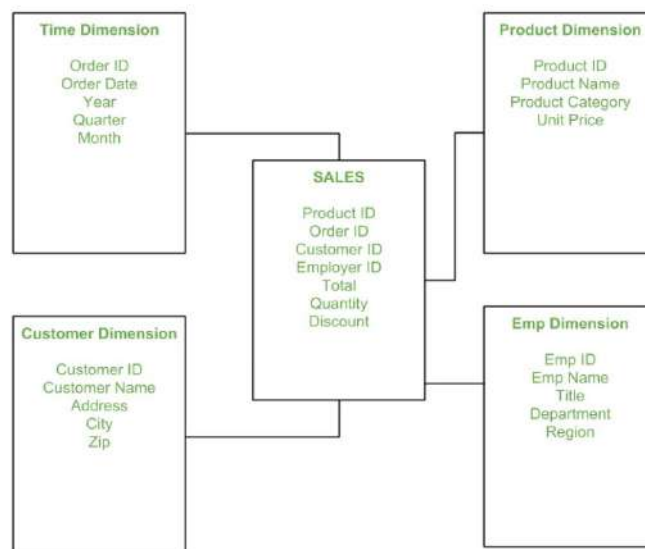 Time Dimension
Order ID
Order Date
Year
Quarter
Month
Product Dimension
Product ID
Product Name
Product Category
Unit Price
SALES
Product ID
Order ID
Customer ID
Employer ID
Total
Quantity
Discount
Customer Dimension
Customer ID
Customer Name
Address
City
Zip
Emp Dimension
Emp ID
Emp Name
Title
Department
Region